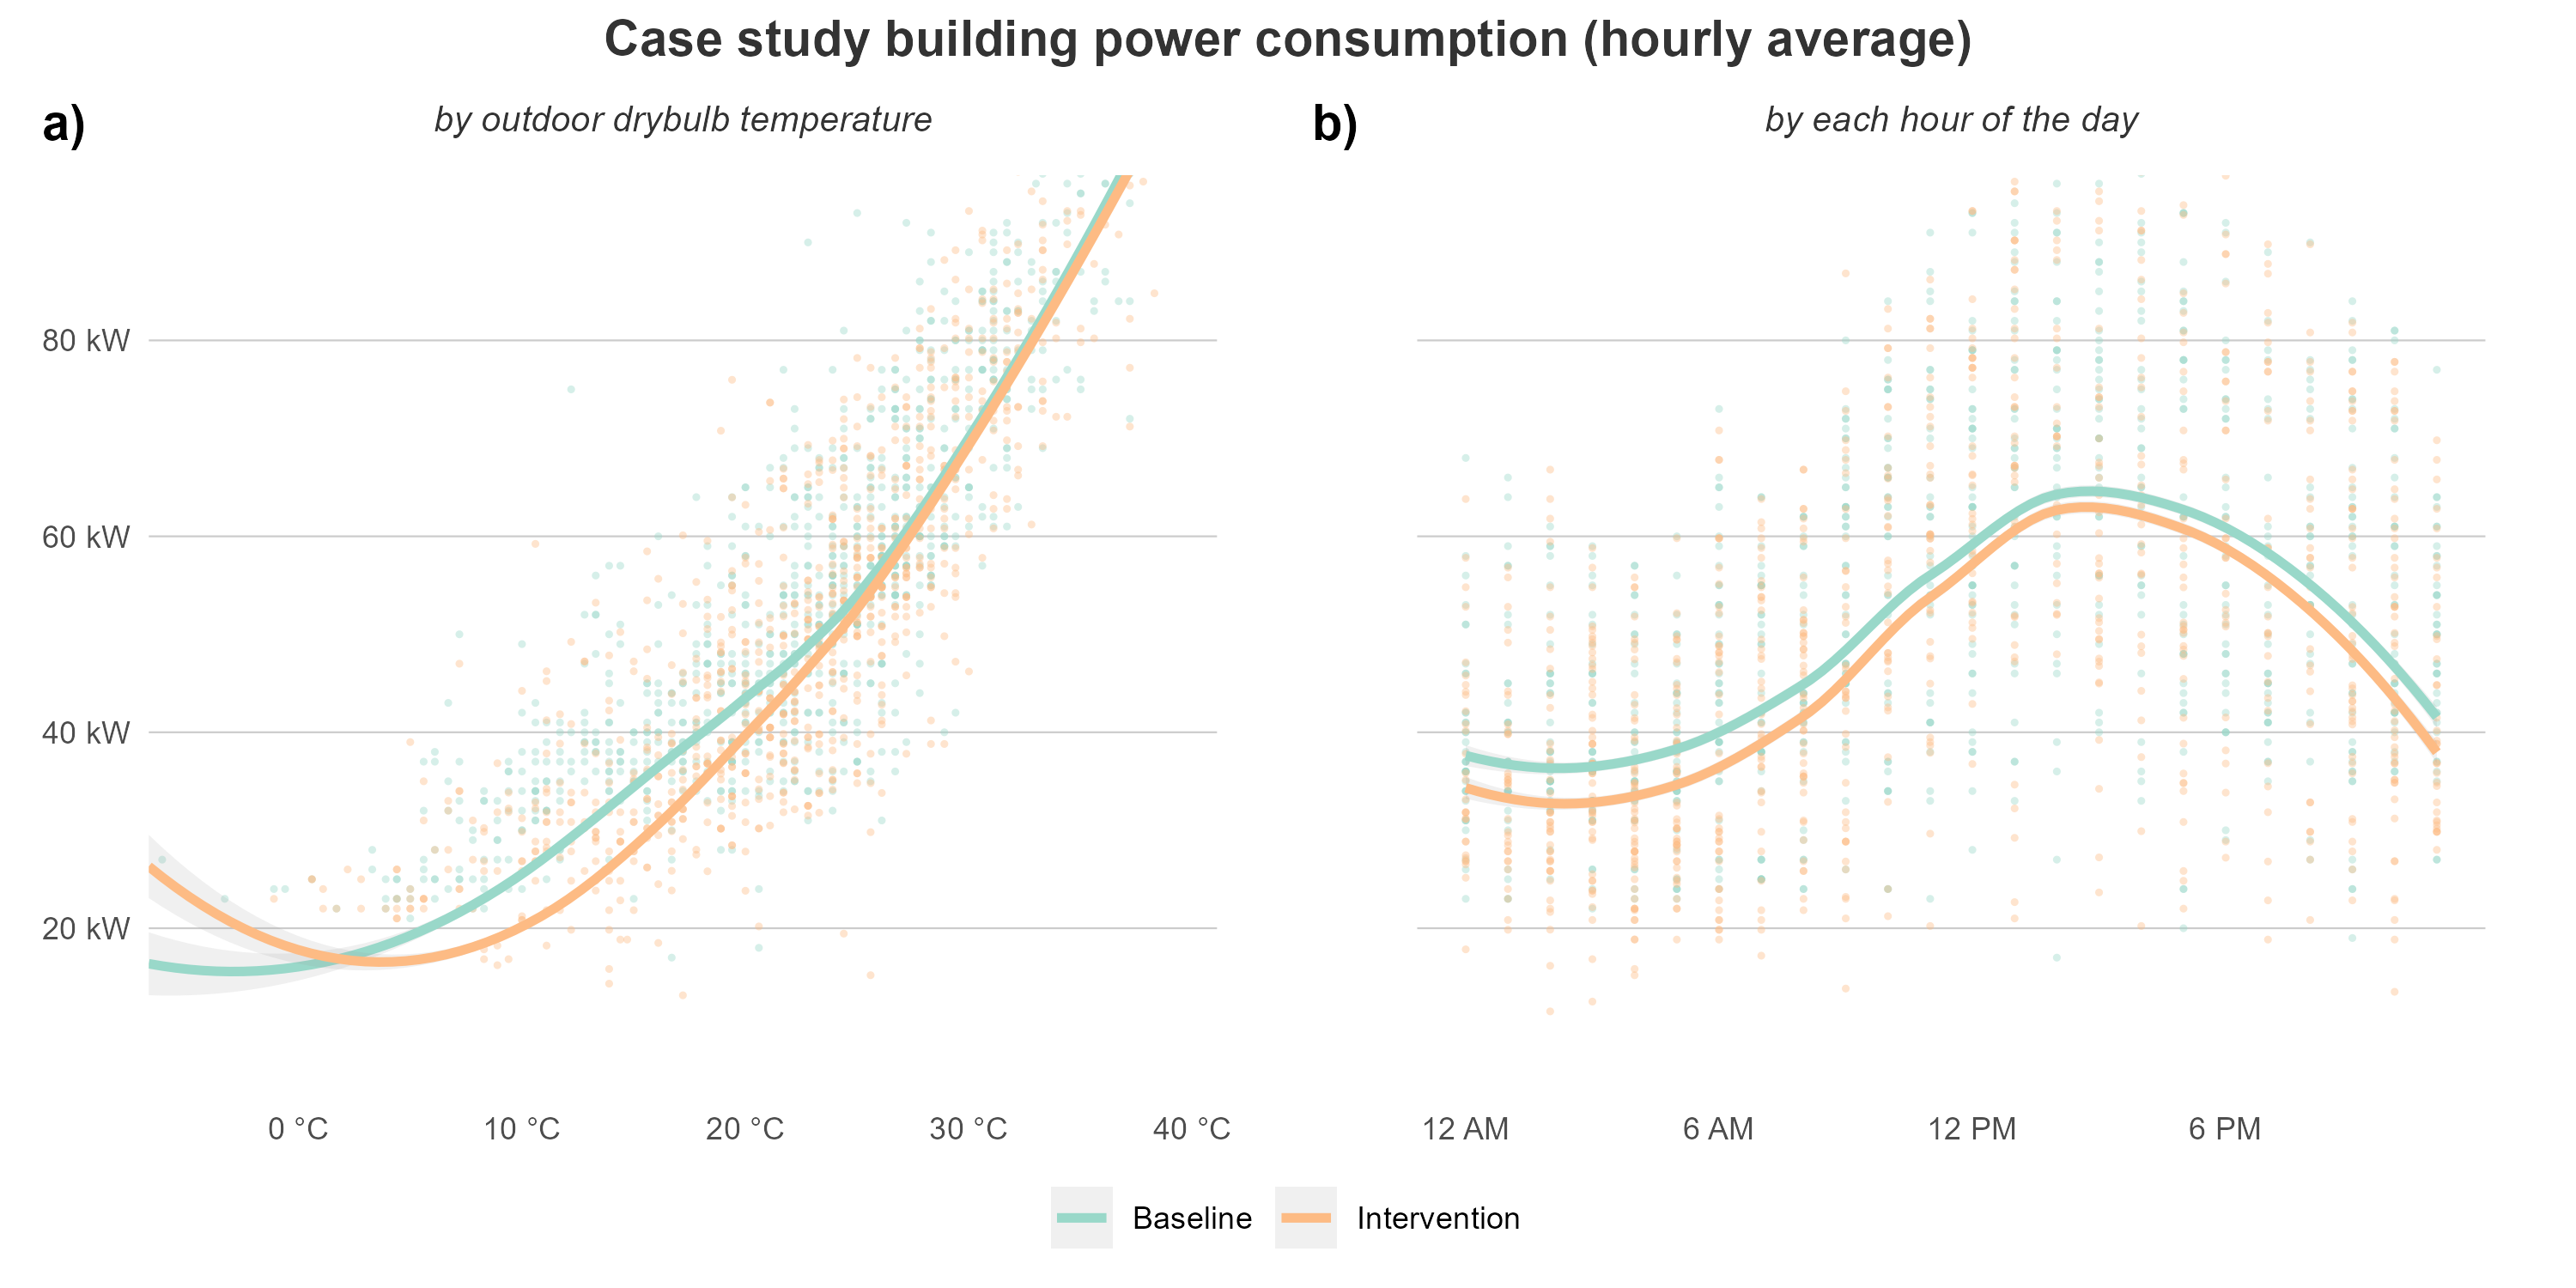 Case study building power consumption (hourly average)
a)
by outdoor drybulb temperature
80 kW
60 kW
40 kW
20 kW
0 °C 10 °C 20 °C 30 °C 40 °C
b)
by each hour of the day
12 AM 6 AM 12 PM 6 PM
Baseline Intervention